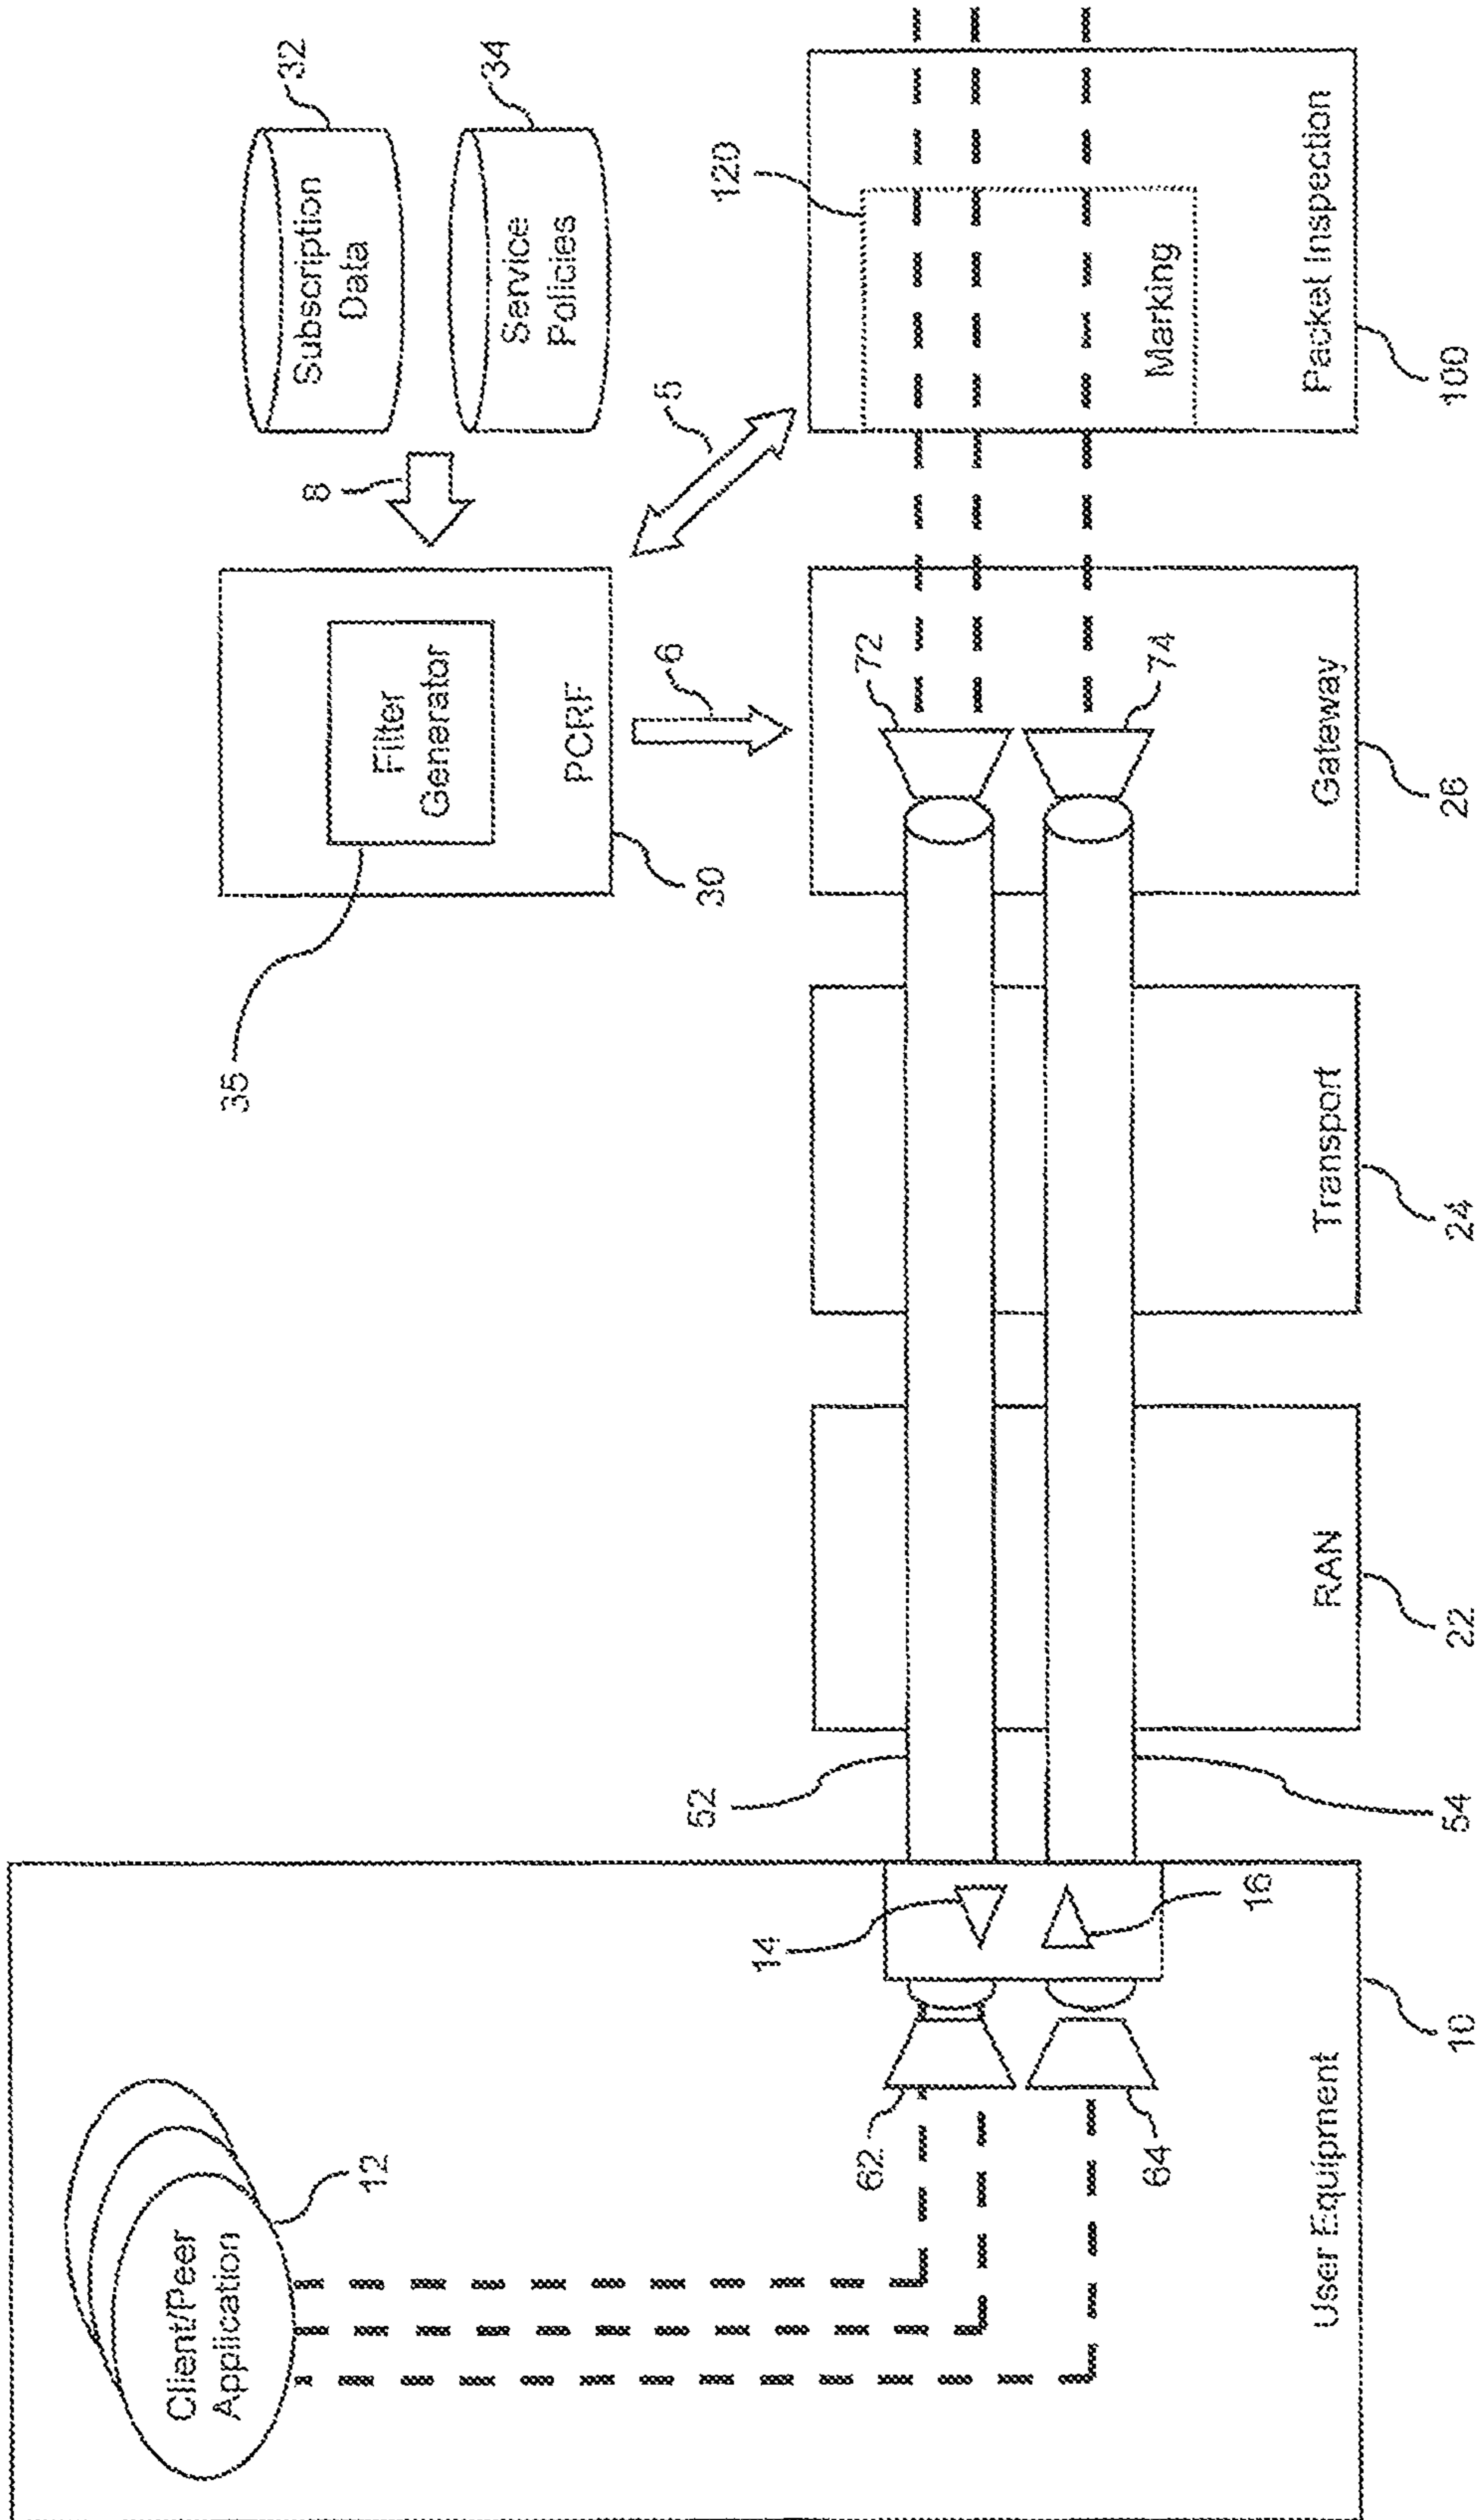 Client/Peer
Application
12
35
Filter
Generator
PCRF
30
8
Subscription
Data
32
Service
Policies
34
5
6
62
64
14
16
52
54
72
74
120
Marking
User Equipment
10
RAN
22
Transport
24
Gateway
26
Packet Inspection
100